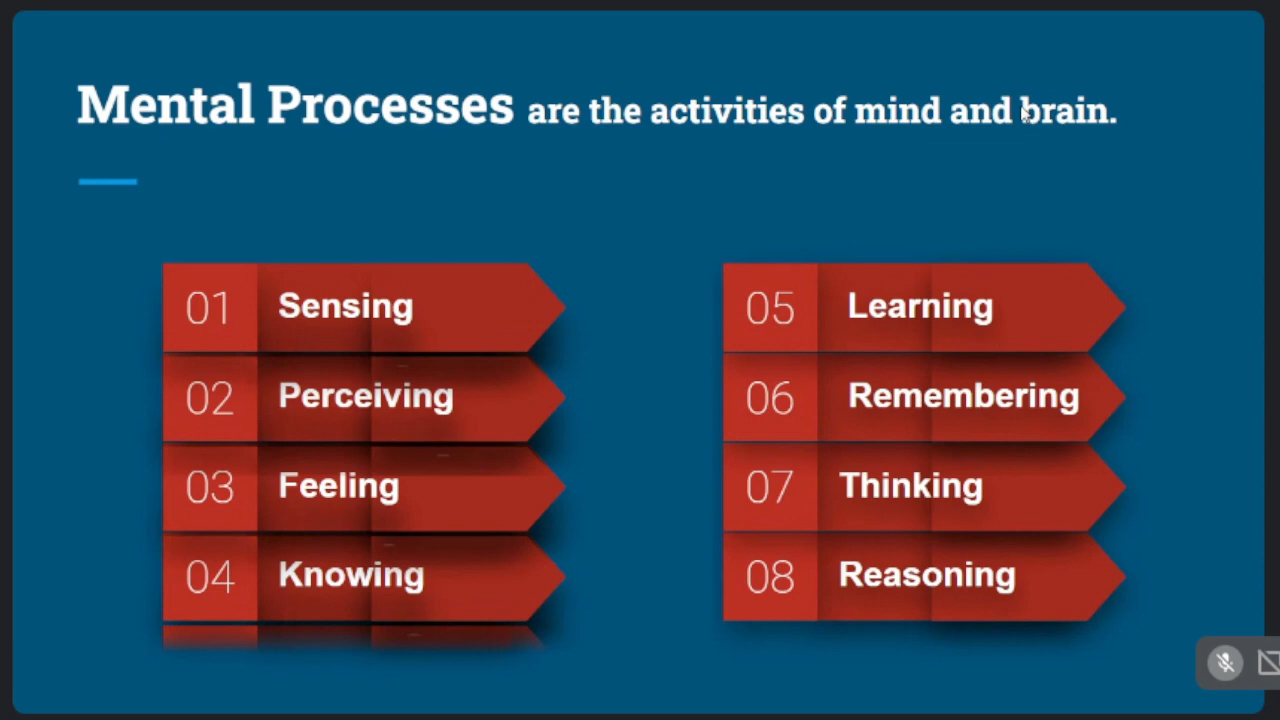 Mental Processes are the activities of mind and brain.
01 Sensing
02 Perceiving
03 Feeling
04 Knowing
05 Learning
06 Remembering
07 Thinking
08 Reasoning